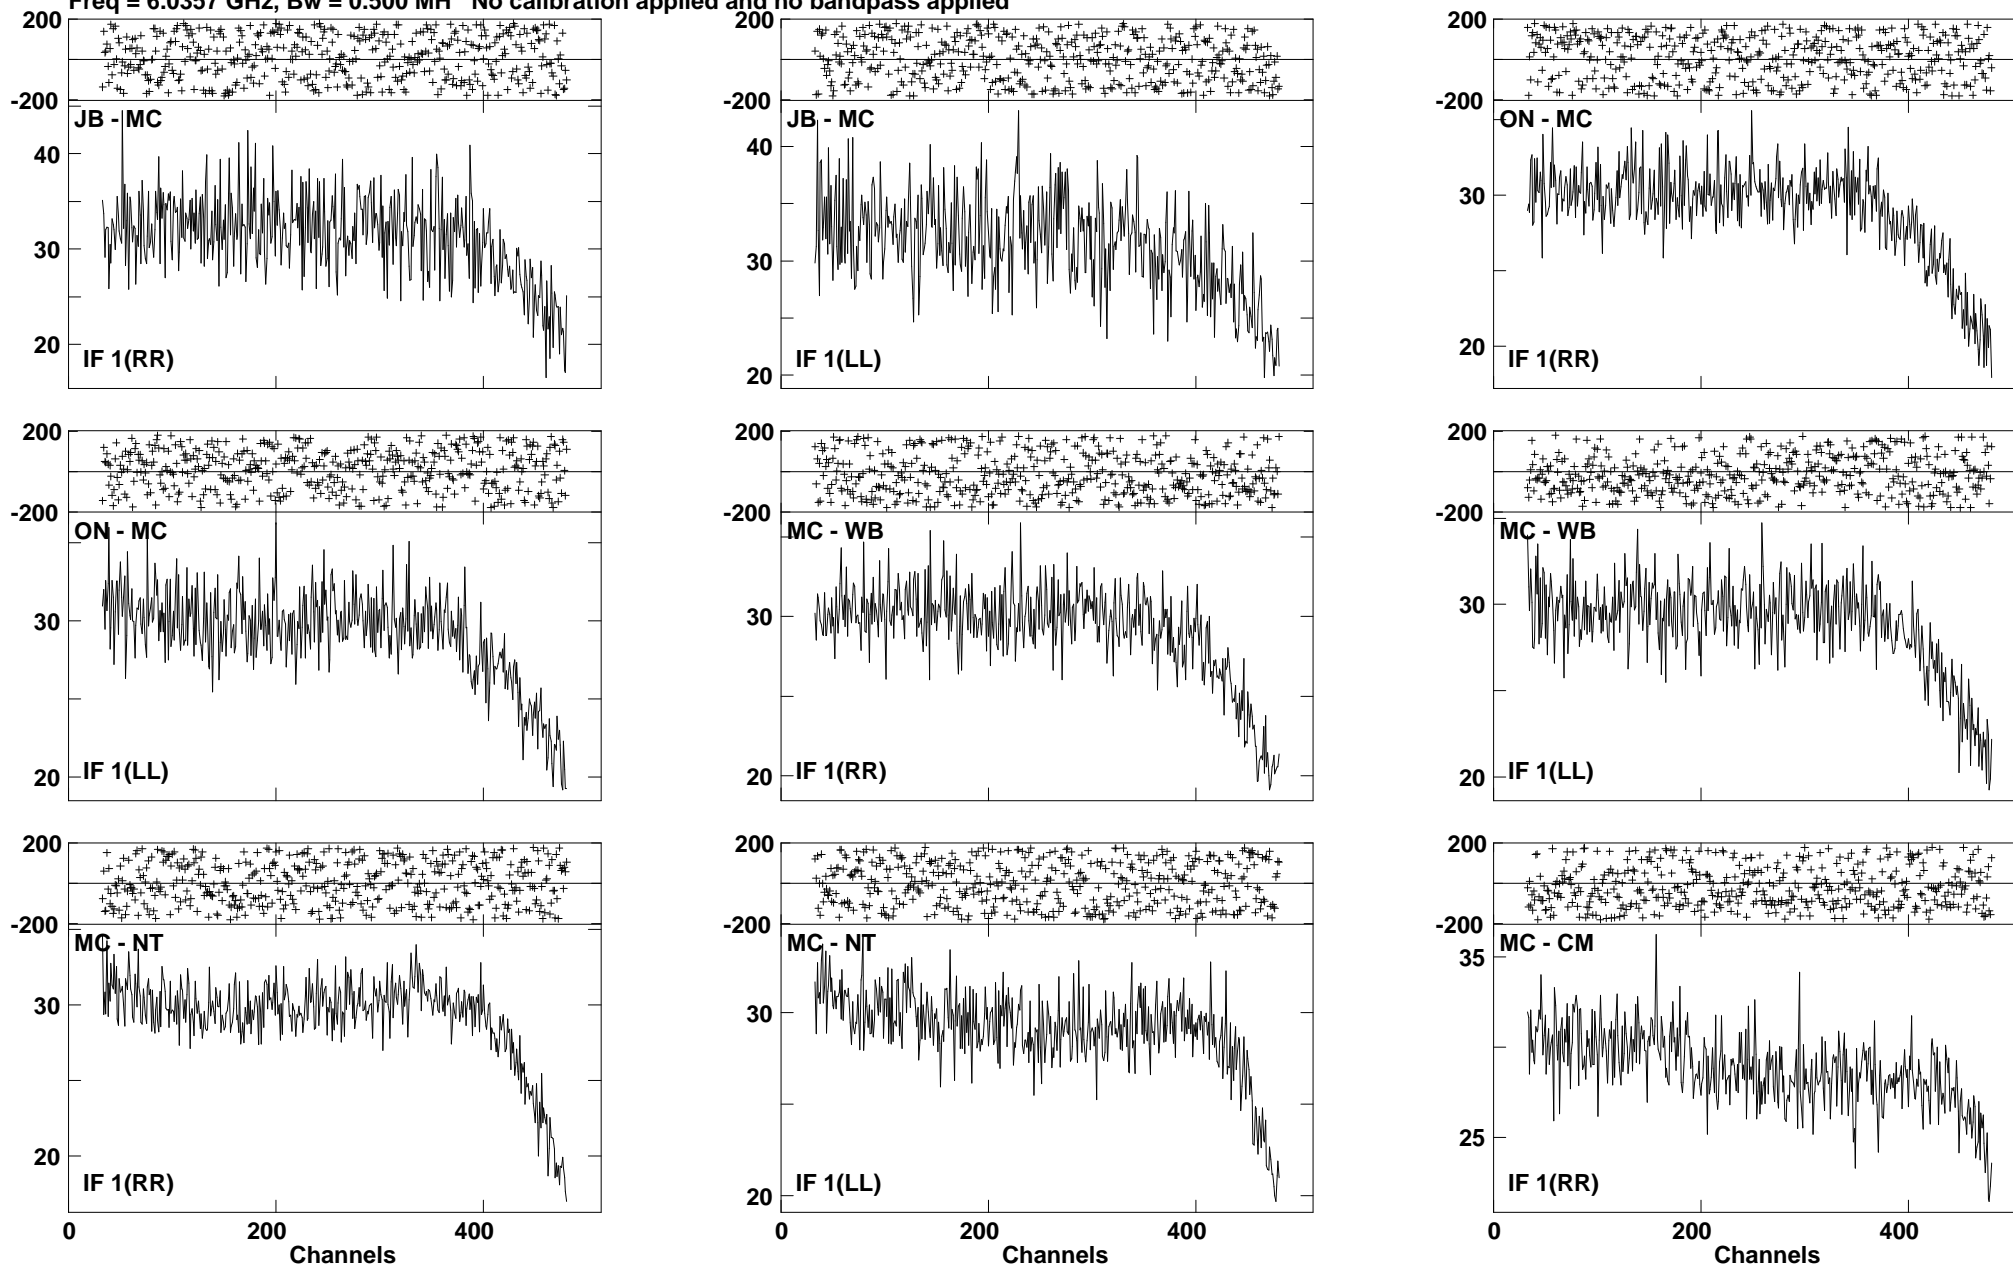 Freq = 6.0357 GHz, Bw = 0.500 MH No calibration applied and no bandpass applied
200
-200
JB - MC
40
30
20
IF 1(RR)
200
-200
JB - MC
40
30
20
IF 1(LL)
200
-200
ON - MC
30
20
IF 1(RR)
200
-200
ON - MC
30
20
IF 1(LL)
200
-200
MC - WB
30
20
IF 1(RR)
200
-200
MC - WB
30
20
IF 1(LL)
200
-200
MC - NT
30
20
IF 1(RR)
0 200 400
Channels
200
-200
MC - NT
30
20
IF 1(LL)
0 200 400
Channels
200
-200
MC - CM
35
25
IF 1(RR)
0 200 400
Channels